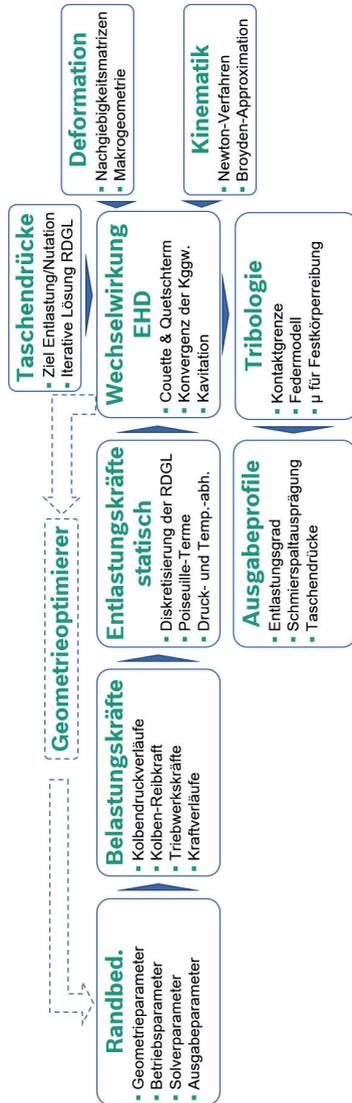 Geometrieoptimierer
Randbed.
▪ Geometrieparameter
▪ Betriebsparameter
▪ Solverparameter
▪ Ausgabeparameter
Belastungskräfte
▪ Kolbendruckverläufe
▪ Kolben-Reibkraft
▪ Triebwerkskräfte
▪ Kraftverläufe
Entlastungskräfte
statisch
▪ Diskretisierung der RDGL
▪ Poiseuille-Terme
▪ Druck- und Temp.-abh.
Taschendrücke
▪ Ziel Entlastung/Nutation
▪ Iterative Lösung RDGL
Wechselwirkung
EHD
▪ Couette & Quetschterm
▪ Konvergenz der Kggw.
▪ Kavitation
Deformation
▪ Nachgiebigkeitsmatrizen
▪ Makrogeometrie
Kinematik
▪ Newton-Verfahren
▪ Broyden-Approximation
Tribologie
▪ Kontaktgrenze
▪ Federmodell
▪ µ für Festkörperreibung
Ausgabeprofile
▪ Entlastungsgrad
▪ Schmierspaltausprägung
▪ Taschendrücke